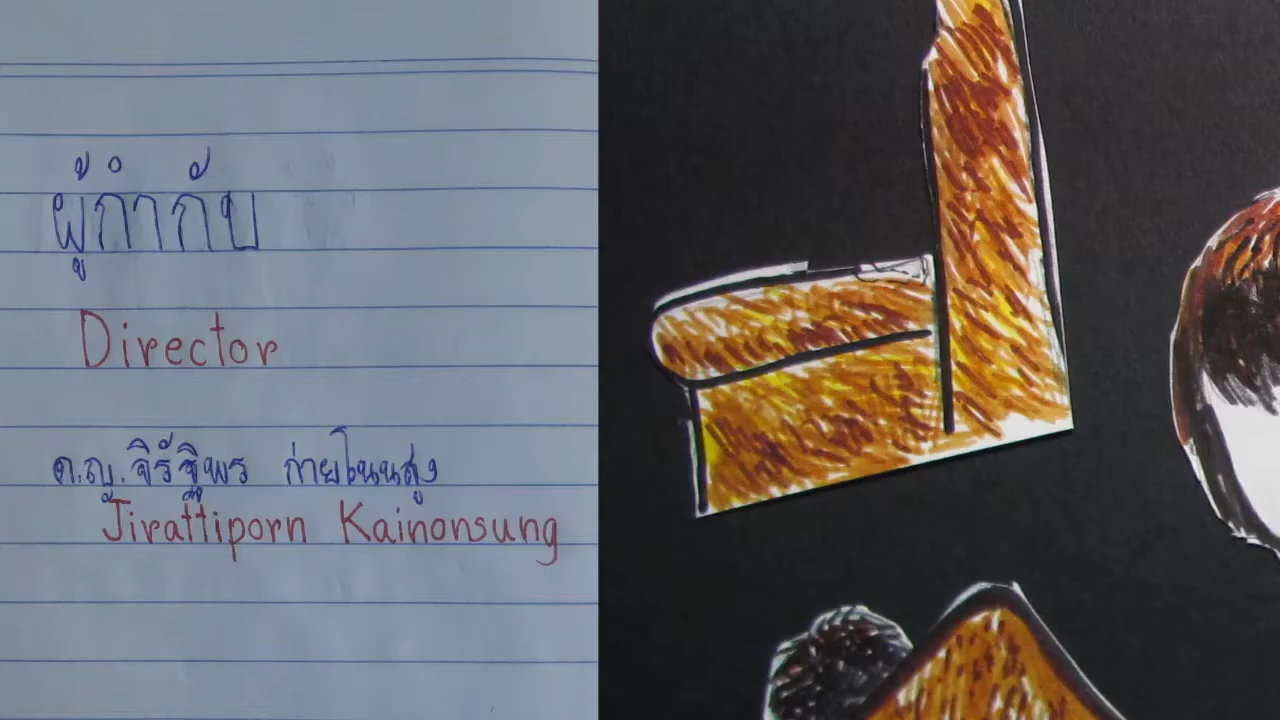 ผู้กำกับ
Director
ด.ญ.จิรัฐิพร ก่ายโนนสูง
Jirattiporn Kainonsung